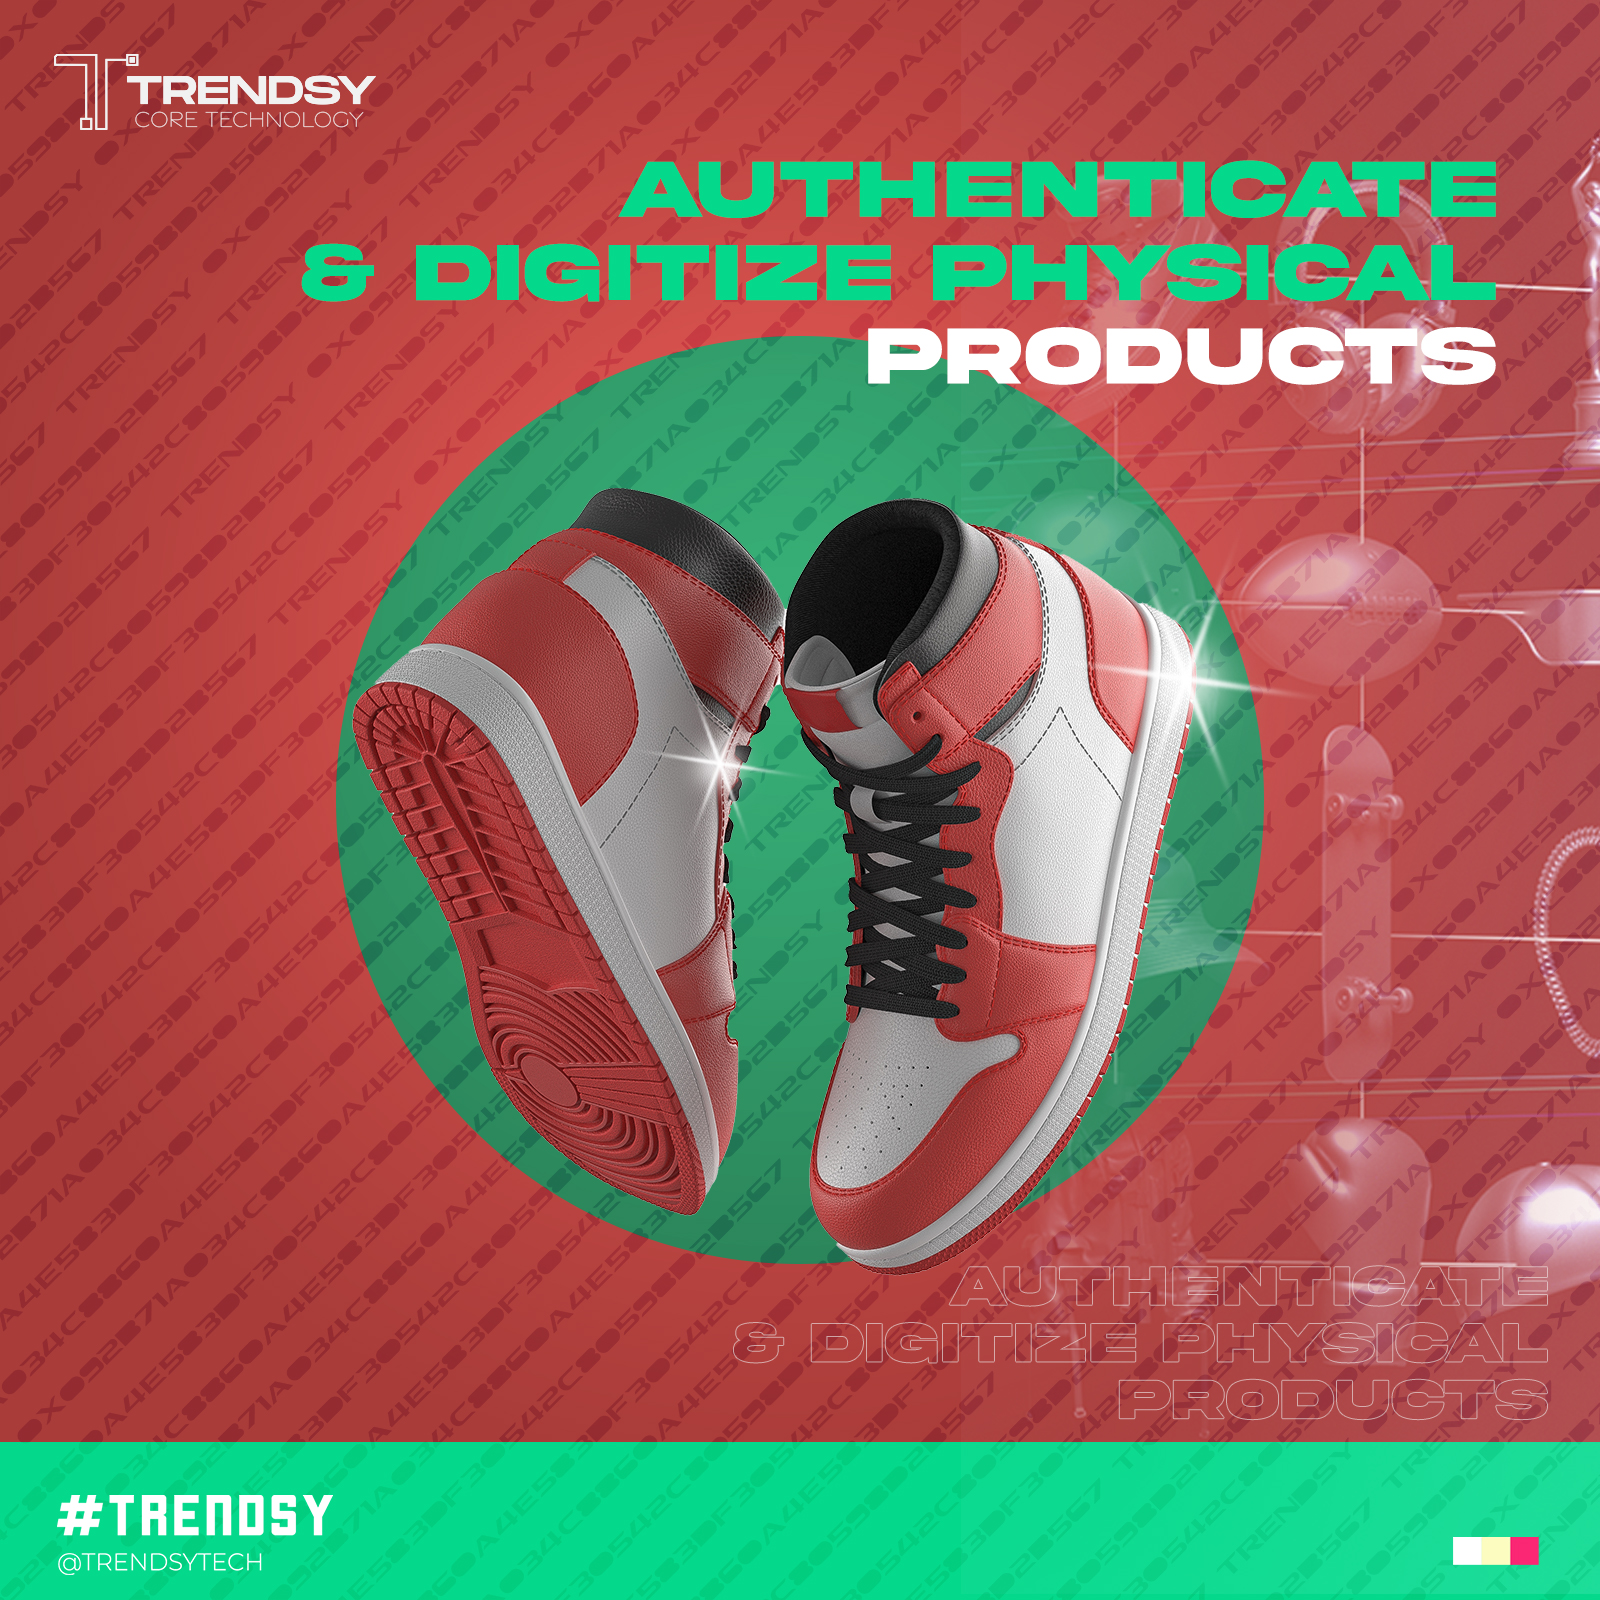 TRENDSY
CORE TECHNOLOGY
AUTHENTICATE
& DIGITIZE PHYSICAL
PRODUCTS
AUTHENTICATE
& DIGITIZE PHYSICAL
PRODUCTS
#TRENDSY
@TRENDSYTECH